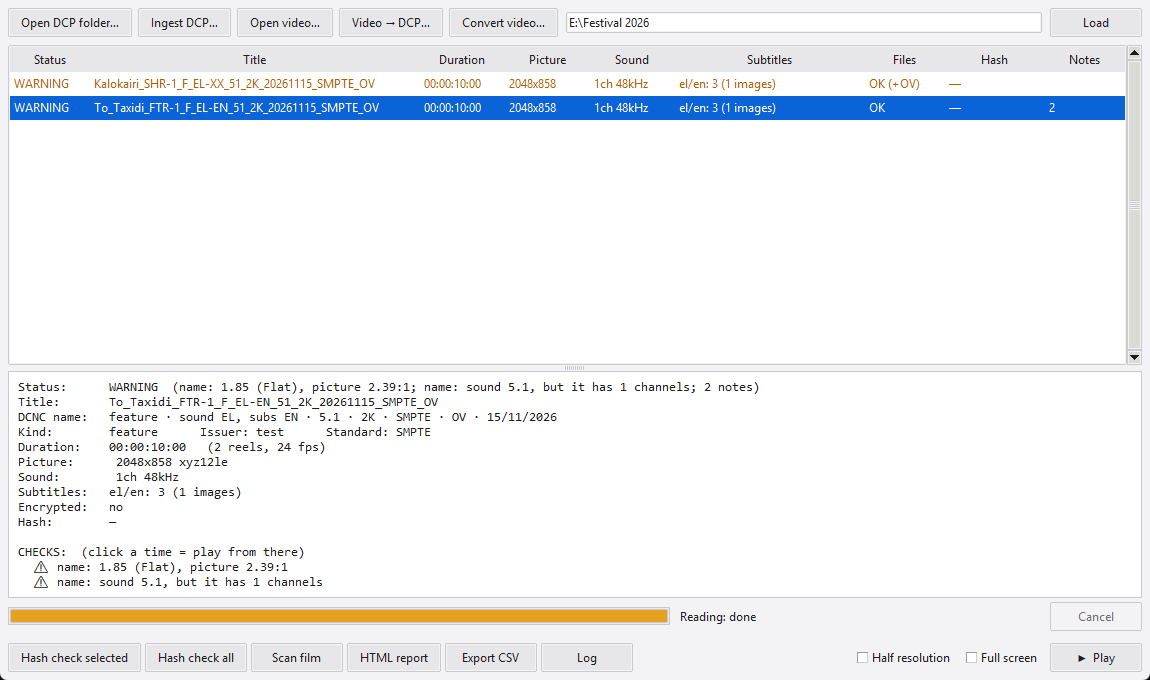 Open DCP folder... Ingest DCP... Open video... Video → DCP... Convert video... E:\Festival 2026 Load
Status Title Duration Picture Sound Subtitles Files Hash Notes
WARNING Kalokairi_SHR-1_F_EL-XX_51_2K_20261115_SMPTE_OV 00:00:10:00 2048x858 1ch 48kHz el/en: 3 (1 images) OK (+OV) —
WARNING To_Taxidi_FTR-1_F_EL-EN_51_2K_20261115_SMPTE_OV 00:00:10:00 2048x858 1ch 48kHz el/en: 3 (1 images) OK — 2
Status: WARNING (name: 1.85 (Flat), picture 2.39:1; name: sound 5.1, but it has 1 channels; 2 notes)
Title: To_Taxidi_FTR-1_F_EL-EN_51_2K_20261115_SMPTE_OV
DCNC name: feature · sound EL, subs EN · 5.1 · 2K · SMPTE · OV · 15/11/2026
Kind: feature Issuer: test Standard: SMPTE
Duration: 00:00:10:00 (2 reels, 24 fps)
Picture: 2048x858 xyz12le
Sound: 1ch 48kHz
Subtitles: el/en: 3 (1 images)
Encrypted: no
Hash: —
CHECKS: (click a time = play from there)
⚠ name: 1.85 (Flat), picture 2.39:1
⚠ name: sound 5.1, but it has 1 channels
Reading: done Cancel
Hash check selected Hash check all Scan film HTML report Export CSV Log Half resolution Full screen ► Play